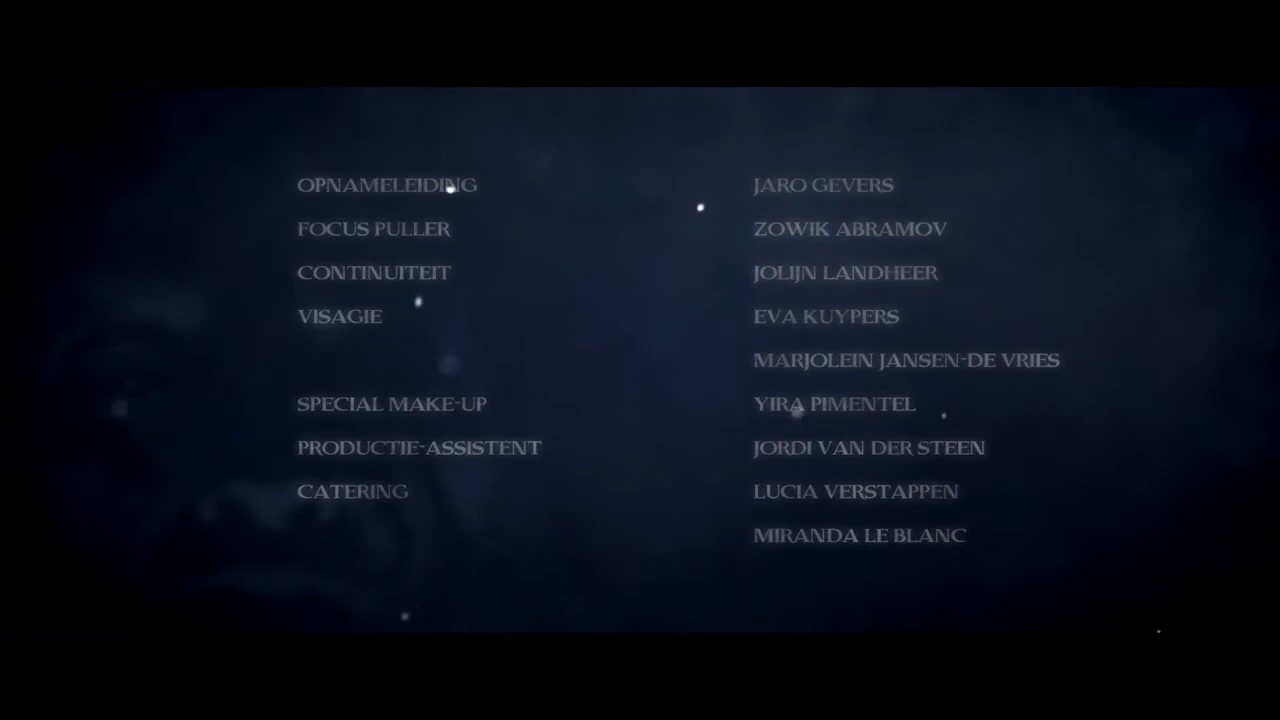 OPNAMELEIDING JARO GEVERS
FOCUS PULLER ZOWIK ABRAMOV
CONTINUITEIT JOLIJN LANDHEER
VISAGIE EVA KUYPERS
MARJOLEIN JANSEN-DE VRIES
SPECIAL MAKE-UP YIRA PIMENTEL
PRODUCTIE-ASSISTENT JORDI VAN DER STEEN
CATERING LUCIA VERSTAPPEN
MIRANDA LE BLANC